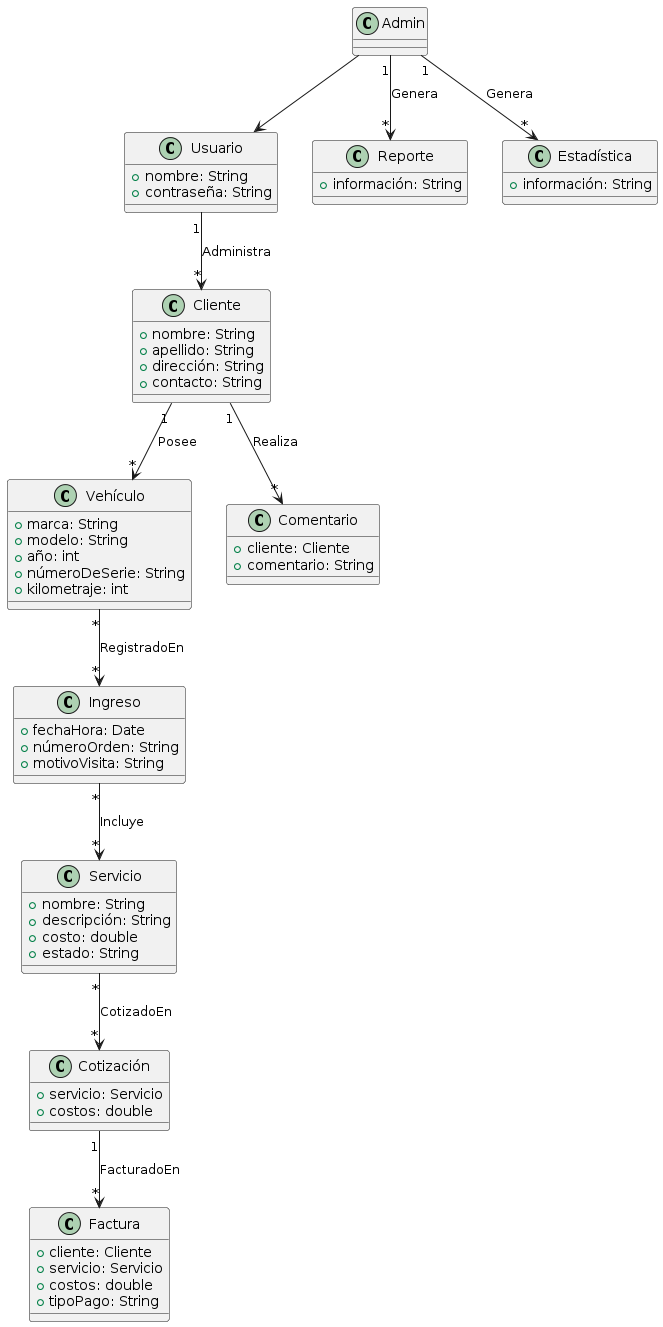 C Admin
1
1
Genera
Genera
*
*
C Usuario
nombre: String
contraseña: String
C Reporte
información: String
C Estadística
información: String
1
Administra
*
C Cliente
nombre: String
apellido: String
dirección: String
contacto: String
1
1
Posee
Realiza
*
*
C Vehículo
marca: String
modelo: String
año: int
númeroDeSerie: String
kilometraje: int
C Comentario
cliente: Cliente
comentario: String
*
RegistradoEn
*
C Ingreso
fechaHora: Date
númeroOrden: String
motivoVisita: String
*
Incluye
*
C Servicio
nombre: String
descripción: String
costo: double
estado: String
*
CotizadoEn
*
C Cotización
servicio: Servicio
costos: double
1
FacturadoEn
*
C Factura
cliente: Cliente
servicio: Servicio
costos: double
tipoPago: String